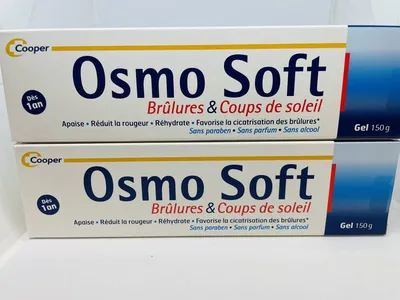 Cooper
Dès
1 an
Osmo Soft
Brûlures & Coups de soleil
Apaise • Réduit la rougeur • Réhydrate • Favorise la cicatrisation des brûlures*
Sans paraben • Sans parfum • Sans alcool
Gel 150 g
Cooper
Dès
1 an
Osmo Soft
Brûlures & Coups de soleil
Apaise • Réduit la rougeur • Réhydrate • Favorise la cicatrisation des brûlures*
Sans paraben • Sans parfum • Sans alcool
Gel 150 g